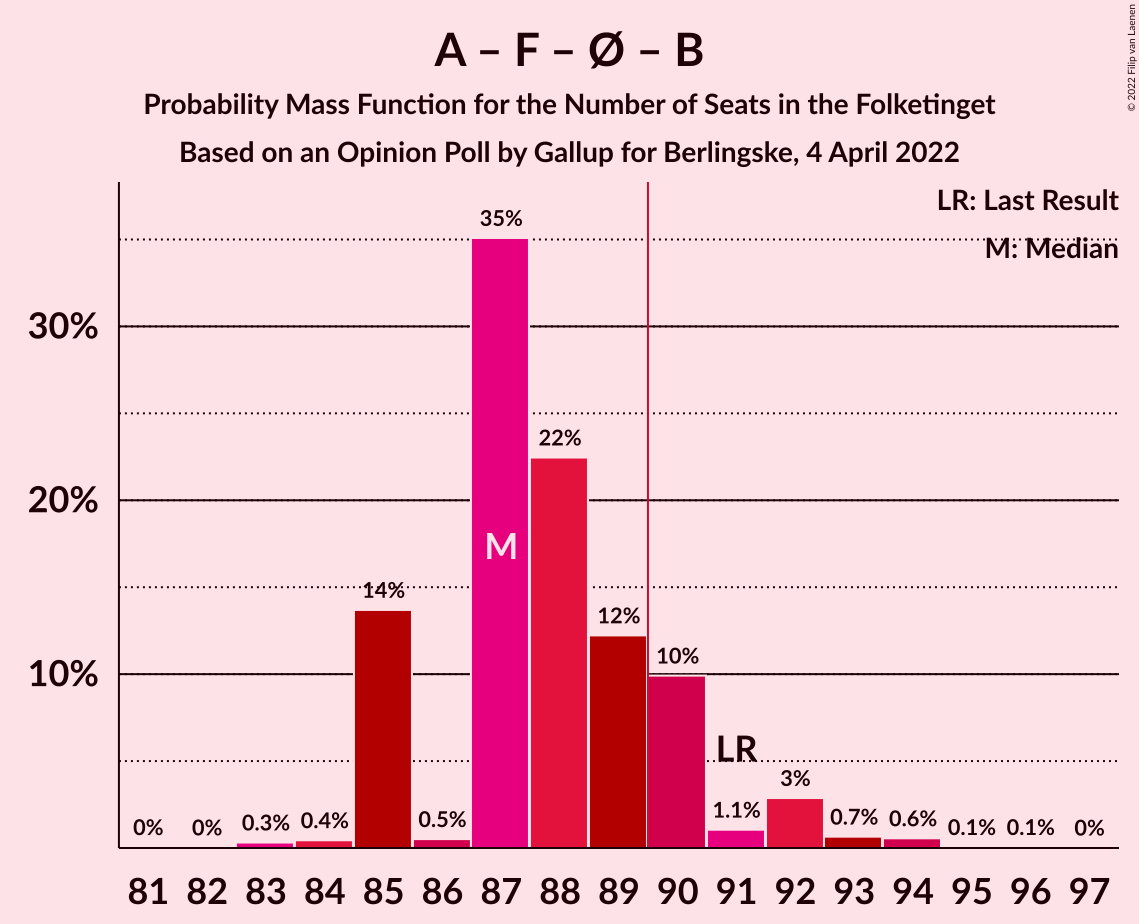 A – F – Ø – B
Probability Mass Function for the Number of Seats in the Folketinget
Based on an Opinion Poll by Gallup for Berlingske, 4 April 2022
© 2022 Filip van Laenen
LR: Last Result
M: Median
30%
20%
10%
0%
0%
0.3%
0.4%
14%
0.5%
35%
M
22%
12%
10%
LR
1.1%
3%
0.7%
0.6%
0.1%
0.1%
0%
81 82 83 84 85 86 87 88 89 90 91 92 93 94 95 96 97